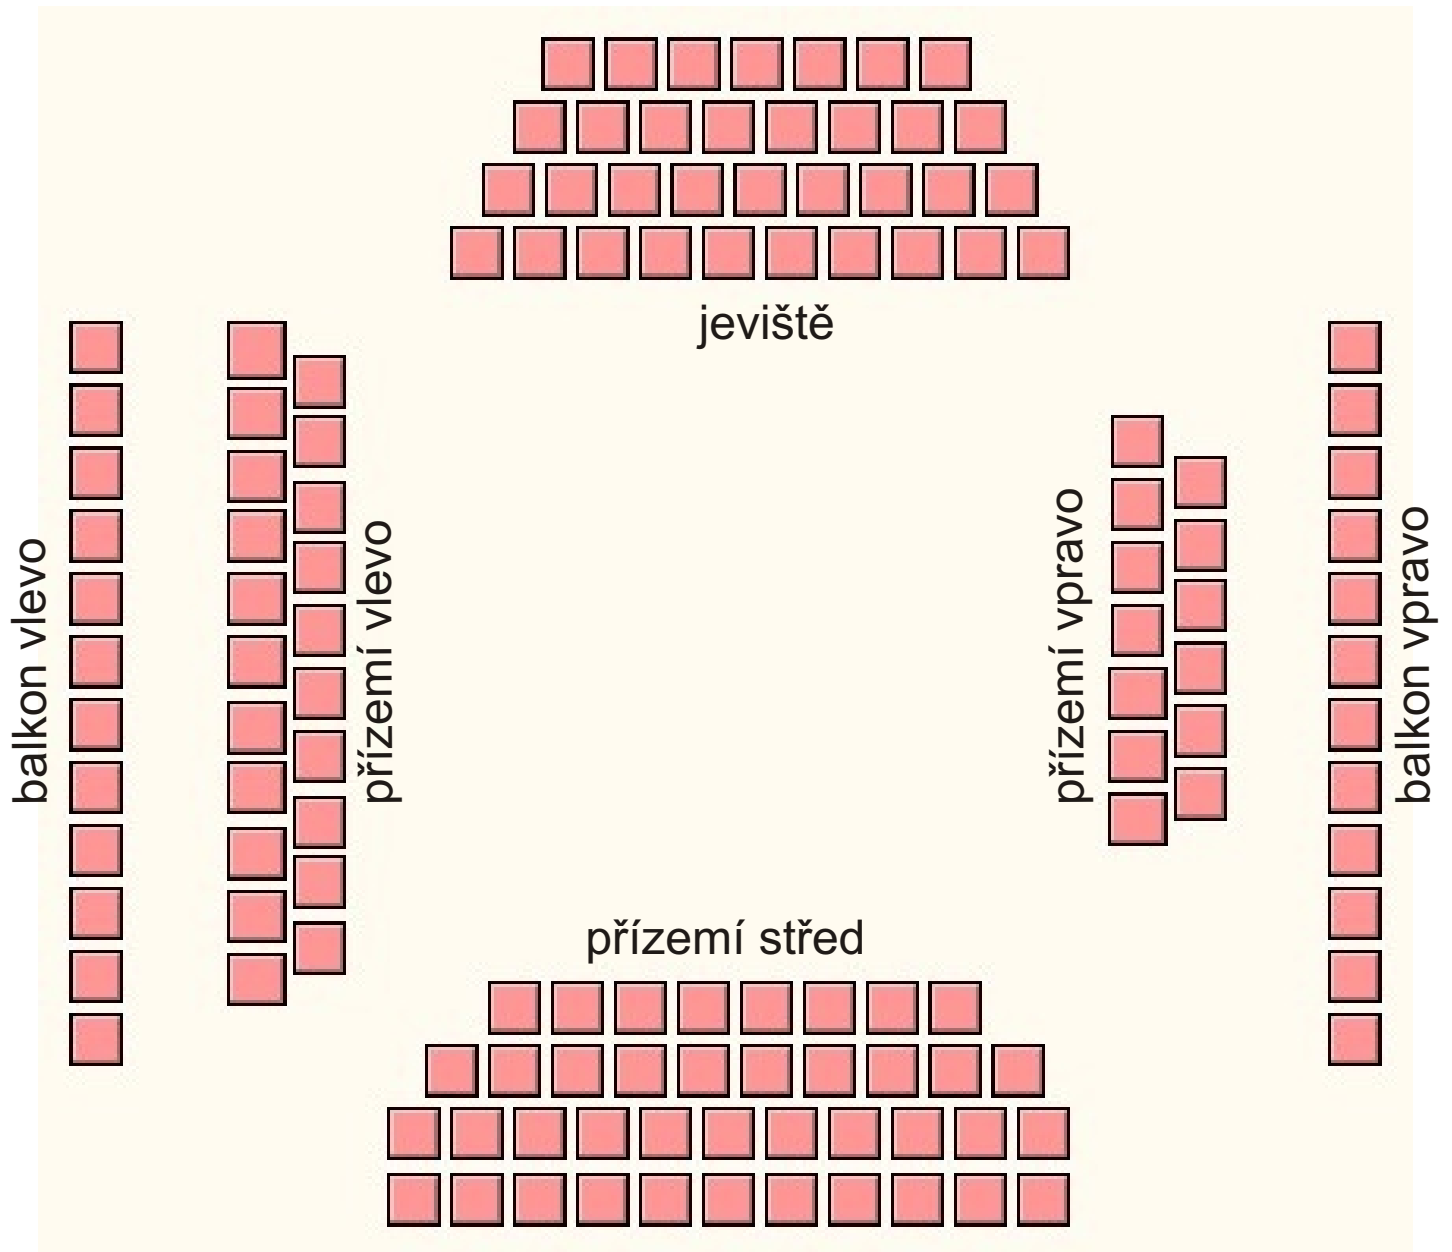 jeviště
balkon vlevo
přízemí vlevo
přízemí vpravo
balkon vpravo
přízemí střed